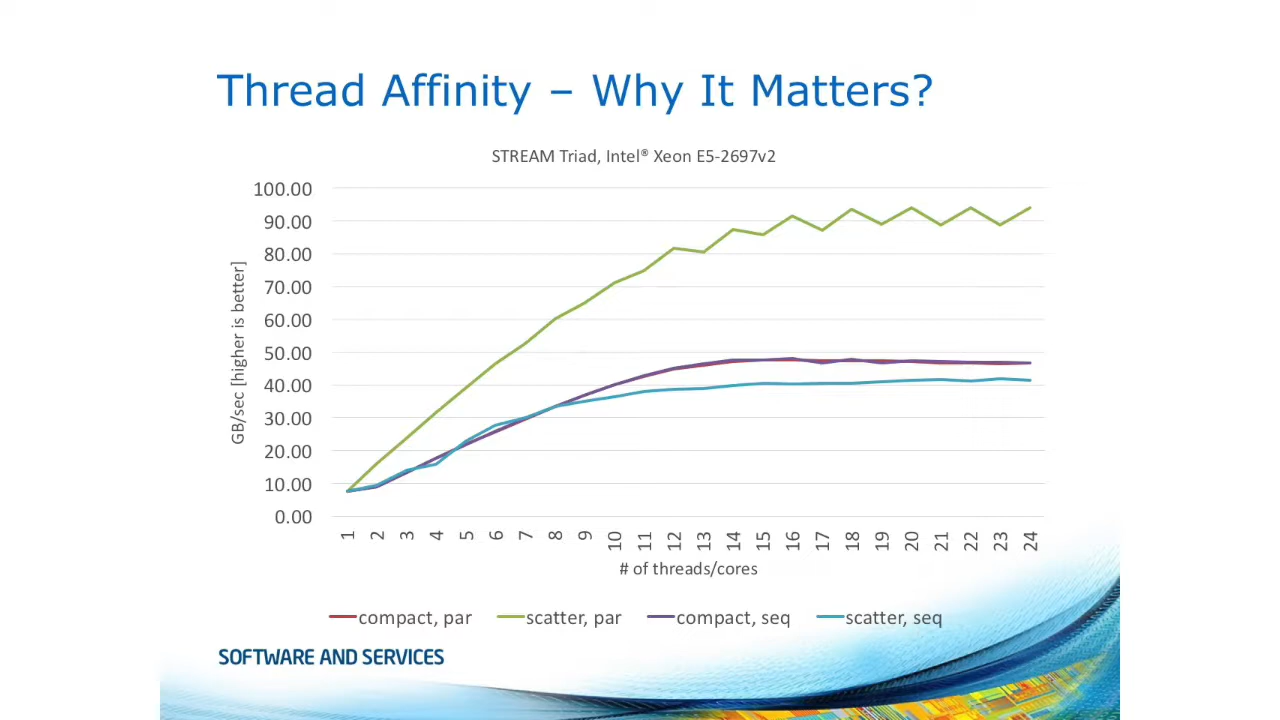 Thread Affinity – Why It Matters?
STREAM Triad, Intel® Xeon E5-2697v2
GB/sec [higher is better]
100.00
90.00
80.00
70.00
60.00
50.00
40.00
30.00
20.00
10.00
0.00
1 2 3 4 5 6 7 8 9 10 11 12 13 14 15 16 17 18 19 20 21 22 23 24
# of threads/cores
compact, par scatter, par compact, seq scatter, seq
SOFTWARE AND SERVICES